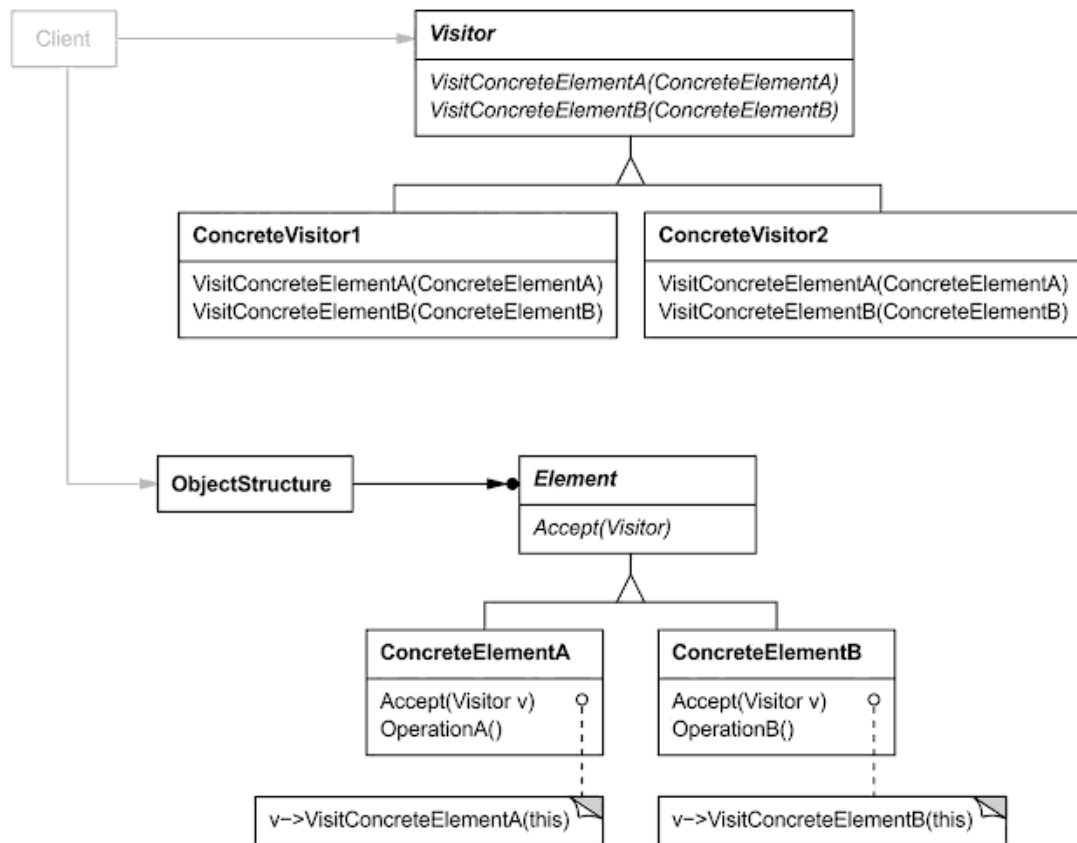 Client
Visitor
VisitConcreteElementA(ConcreteElementA)
VisitConcreteElementB(ConcreteElementB)
ConcreteVisitor1
VisitConcreteElementA(ConcreteElementA)
VisitConcreteElementB(ConcreteElementB)
ConcreteVisitor2
VisitConcreteElementA(ConcreteElementA)
VisitConcreteElementB(ConcreteElementB)
ObjectStructure
Element
Accept(Visitor)
ConcreteElementA
Accept(Visitor v)
OperationA()
ConcreteElementB
Accept(Visitor v)
OperationB()
v->VisitConcreteElementA(this)
v->VisitConcreteElementB(this)